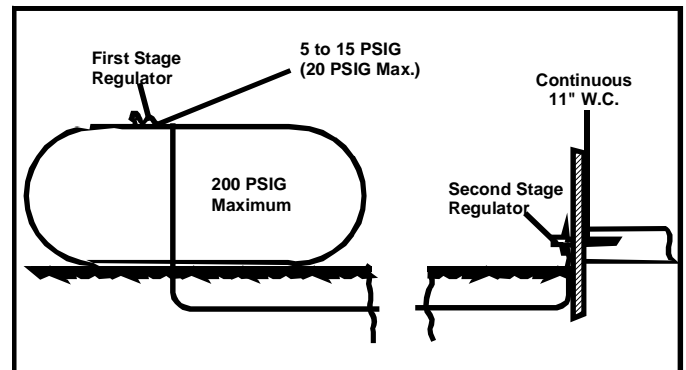 First Stage
Regulator
5 to 15 PSIG
(20 PSIG Max.)
Continuous
11" W.C.
200 PSIG
Maximum
Second Stage
Regulator